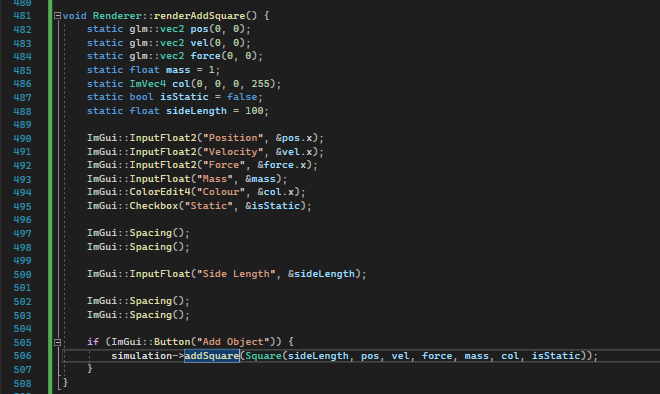 480
481 void Renderer::renderAddSquare() {
482 static glm::vec2 pos(0, 0);
483 static glm::vec2 vel(0, 0);
484 static glm::vec2 force(0, 0);
485 static float mass = 1;
486 static ImVec4 col(0, 0, 0, 255);
487 static bool isStatic = false;
488 static float sideLength = 100;
489
490 ImGui::InputFloat2("Position", &pos.x);
491 ImGui::InputFloat2("Velocity", &vel.x);
492 ImGui::InputFloat2("Force", &force.x);
493 ImGui::InputFloat("Mass", &mass);
494 ImGui::ColorEdit4("Colour", &col.x);
495 ImGui::Checkbox("Static", &isStatic);
496
497 ImGui::Spacing();
498 ImGui::Spacing();
499
500 ImGui::InputFloat("Side Length", &sideLength);
501
502 ImGui::Spacing();
503 ImGui::Spacing();
504
505 if (ImGui::Button("Add Object")) {
506 simulation->addSquare(Square(sideLength, pos, vel, force, mass, col, isStatic));
507 }
508 }